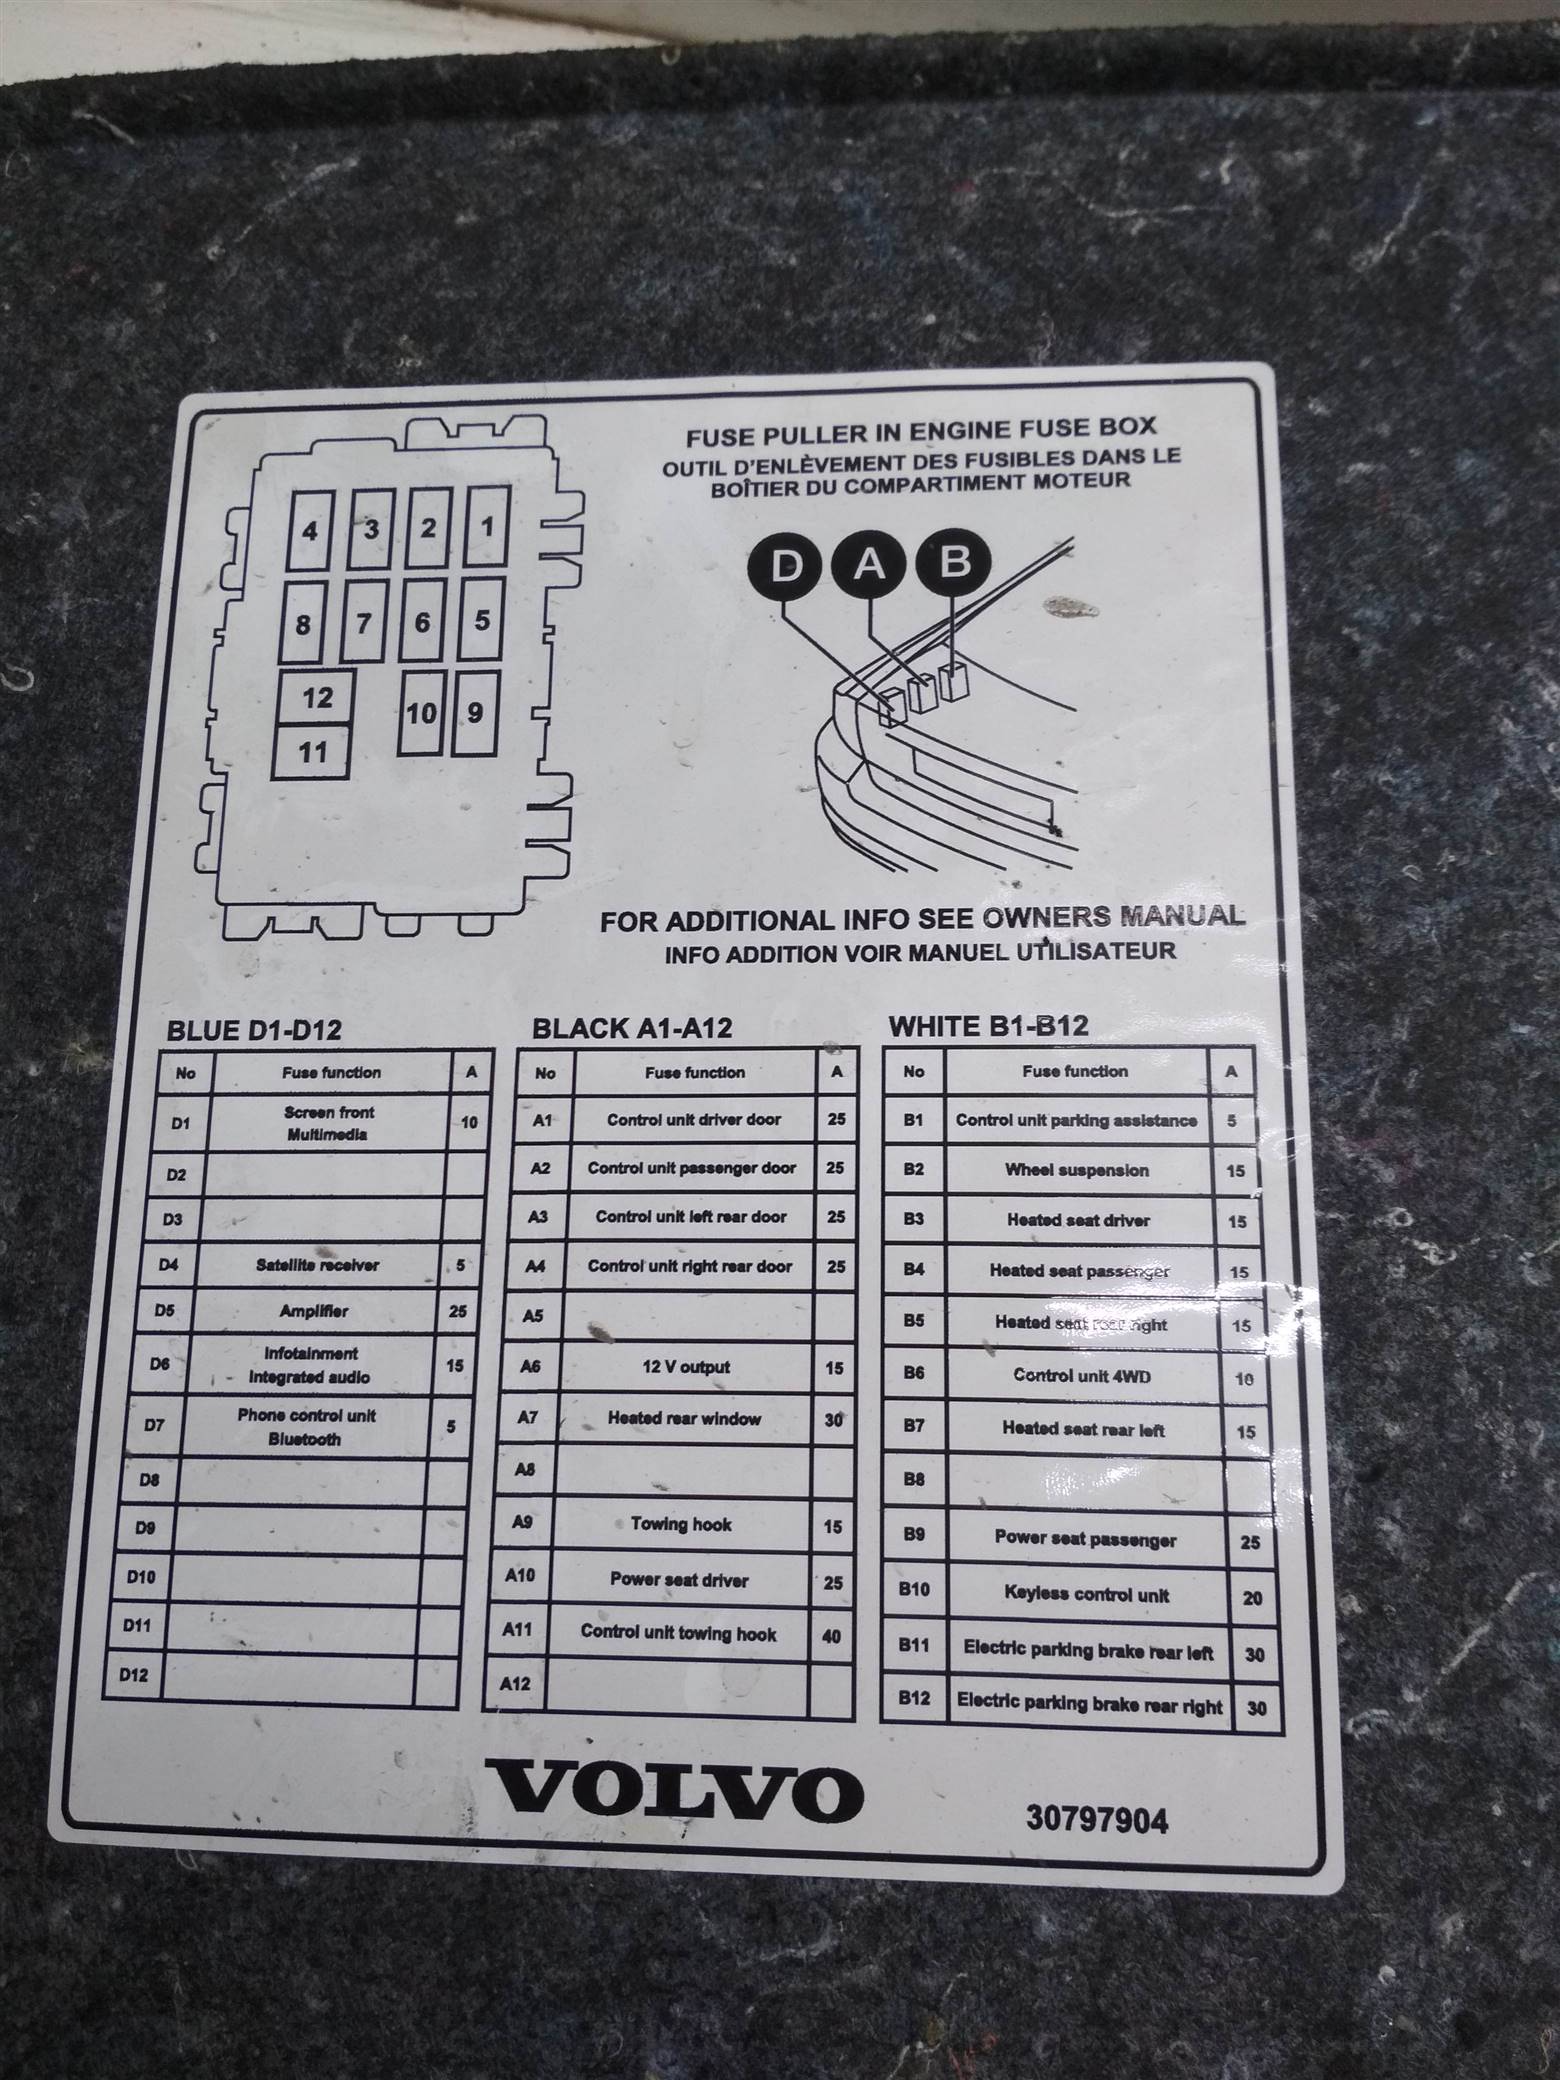 FUSE PULLER IN ENGINE FUSE BOX
OUTIL D'ENLÈVEMENT DES FUSIBLES DANS LE
BOÎTIER DU COMPARTIMENT MOTEUR
4 3 2 1
8 7 6 5
12
10 9
11
D A B
FOR ADDITIONAL INFO SEE OWNERS MANUAL
INFO ADDITION VOIR MANUEL UTILISATEUR
BLUE D1-D12
No Fuse function A
D1 Screen front
Multimedia 10
D2
D3
D4 Satellite receiver 5
D5 Amplifier 25
D6 Infotainment
Integrated audio 15
D7 Phone control unit
Bluetooth 5
D8
D9
D10
D11
D12
BLACK A1-A12
No Fuse function A
A1 Control unit driver door 25
A2 Control unit passenger door 25
A3 Control unit left rear door 25
A4 Control unit right rear door 25
A5
A6 12 V output 15
A7 Heated rear window 30
A8
A9 Towing hook 15
A10 Power seat driver 25
A11 Control unit towing hook 40
A12
WHITE B1-B12
No Fuse function A
B1 Control unit parking assistance 5
B2 Wheel suspension 15
B3 Heated seat driver 15
B4 Heated seat passenger 15
B5 Heated seat rear right 15
B6 Control unit 4WD 10
B7 Heated seat rear left 15
B8
B9 Power seat passenger 25
B10 Keyless control unit 20
B11 Electric parking brake rear left 30
B12 Electric parking brake rear right 30
VOLVO
30797904